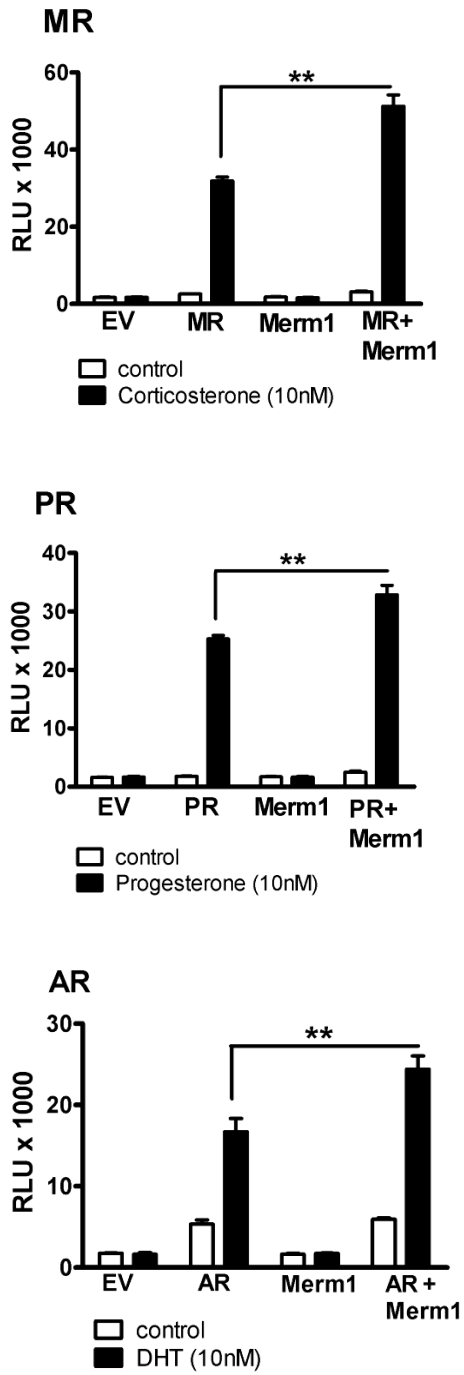 MR
**
60
40
20
0
RLU x 1000
EV MR Merm1 MR+
Merm1
control
Corticosterone (10nM)
PR
**
40
30
20
10
0
RLU x 1000
EV PR Merm1 PR+
Merm1
control
Progesterone (10nM)
AR
**
30
20
10
0
RLU x 1000
EV AR Merm1 AR +
Merm1
control
DHT (10nM)